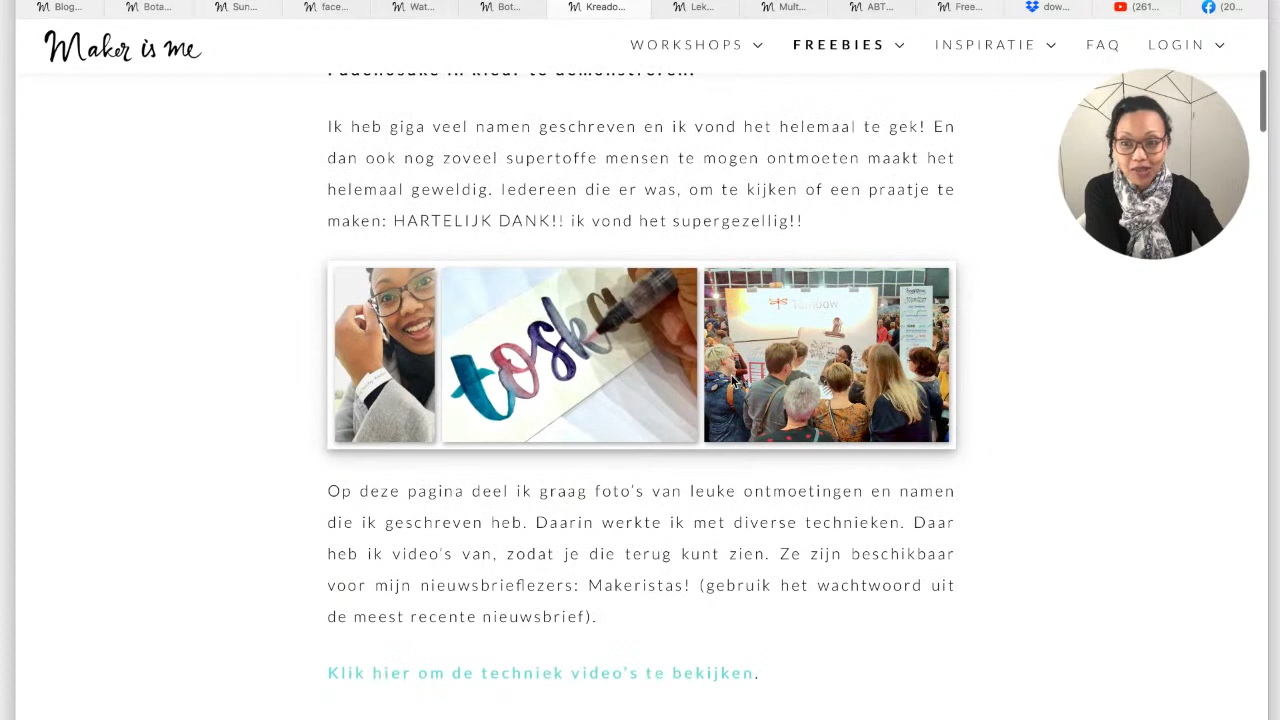 Blog...
Bota...
Sun...
face...
Wat...
Bot...
Kreado...
Lek...
Mult...
ABT...
Free...
dow...
(261...
(20...
Maker is me
WORKSHOPS
FREEBIES
INSPIRATIE
FAQ
LOGIN
in kleur te demonstreren.
Ik heb giga veel namen geschreven en ik vond het helemaal te gek! En
dan ook nog zoveel supertoffe mensen te mogen ontmoeten maakt het
helemaal geweldig. Iedereen die er was, om te kijken of een praatje te
maken: HARTELIJK DANK!! ik vond het supergezellig!!
toska
Tombow
Op deze pagina deel ik graag foto's van leuke ontmoetingen en namen
die ik geschreven heb. Daarin werkte ik met diverse technieken. Daar
heb ik video's van, zodat je die terug kunt zien. Ze zijn beschikbaar
voor mijn nieuwsbrieflezers: Makeristas! (gebruik het wachtwoord uit
de meest recente nieuwsbrief).
Klik hier om de techniek video's te bekijken.